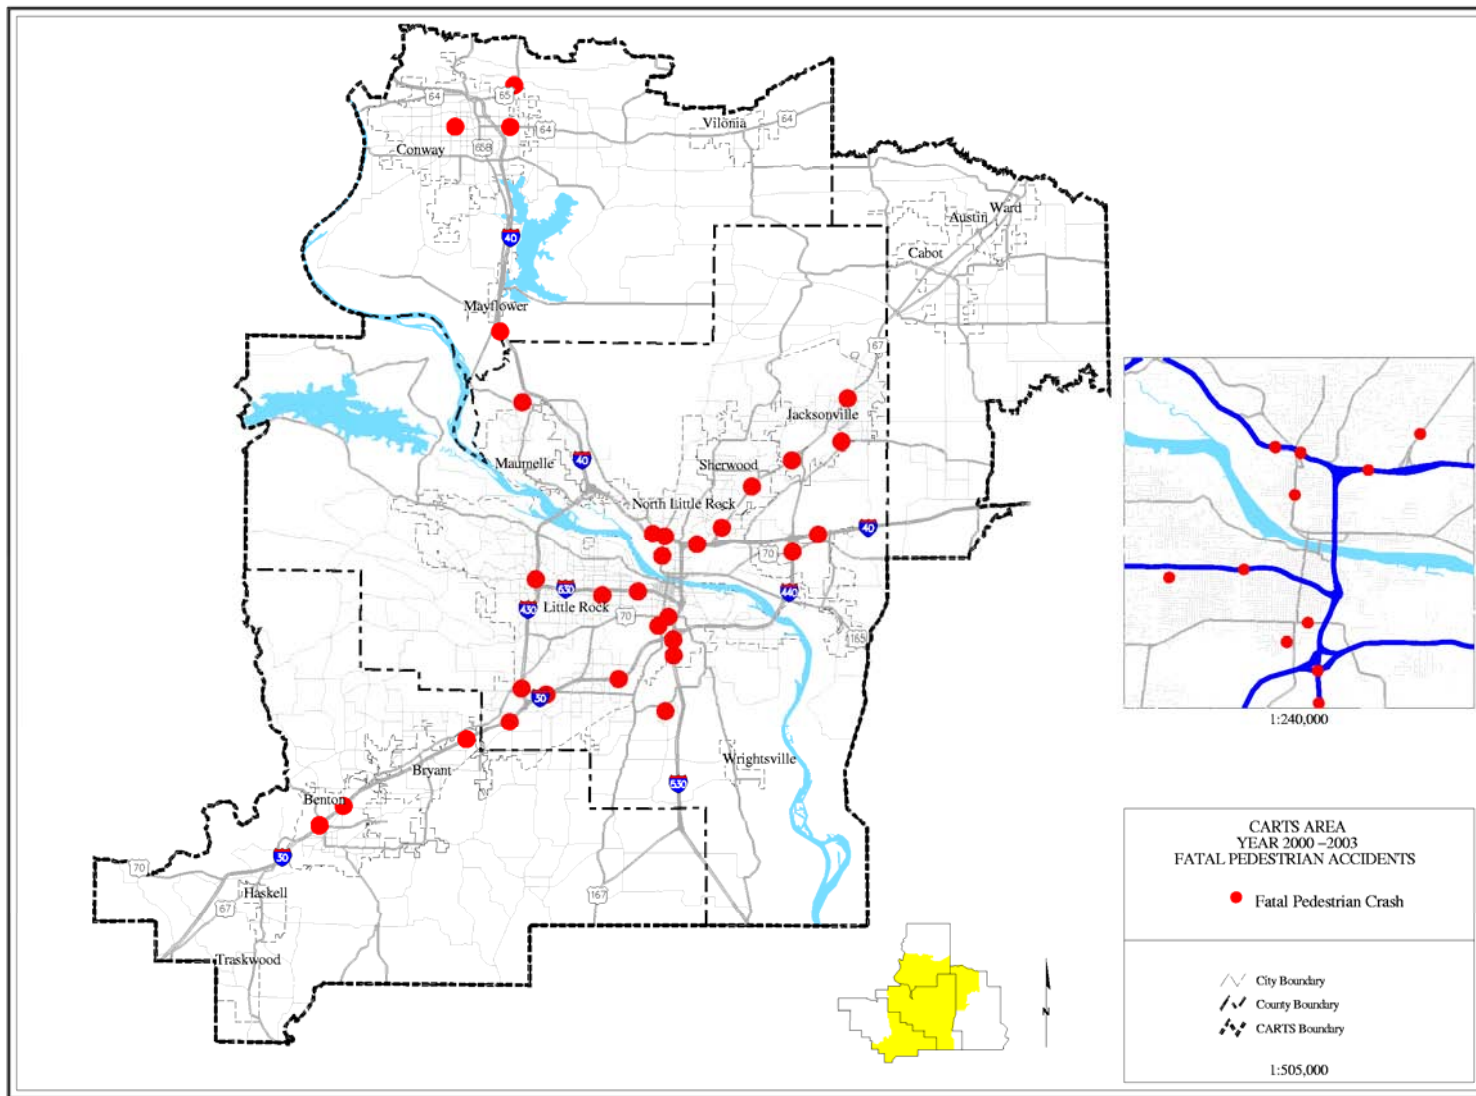 64
65
Vilonia
64
64
Conway
65B
Ward
Austin
40
Cabot
Mayflower
67
Jacksonville
Maumelle
40
Sherwood
North Little Rock
40
70
630
440
430
Little Rock
70
165
30
Wrightsville
Bryant
530
Benton
30
70
Haskell
167
67
Traskwood
N
1:240,000
CARTS AREA
YEAR 2000 –2003
FATAL PEDESTRIAN ACCIDENTS
Fatal Pedestrian Crash
City Boundary
County Boundary
CARTS Boundary
1:505,000